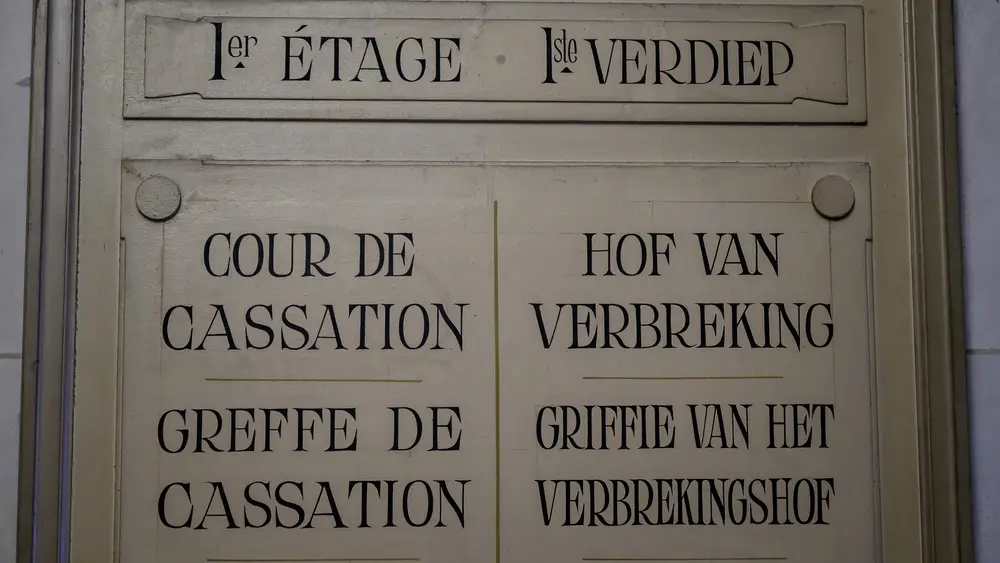 1er ÉTAGE · 1ste VERDIEP
COUR DE
CASSATION
GREFFE DE
CASSATION
HOF VAN
VERBREKING
GRIFFIE VAN HET
VERBREKINGSHOF